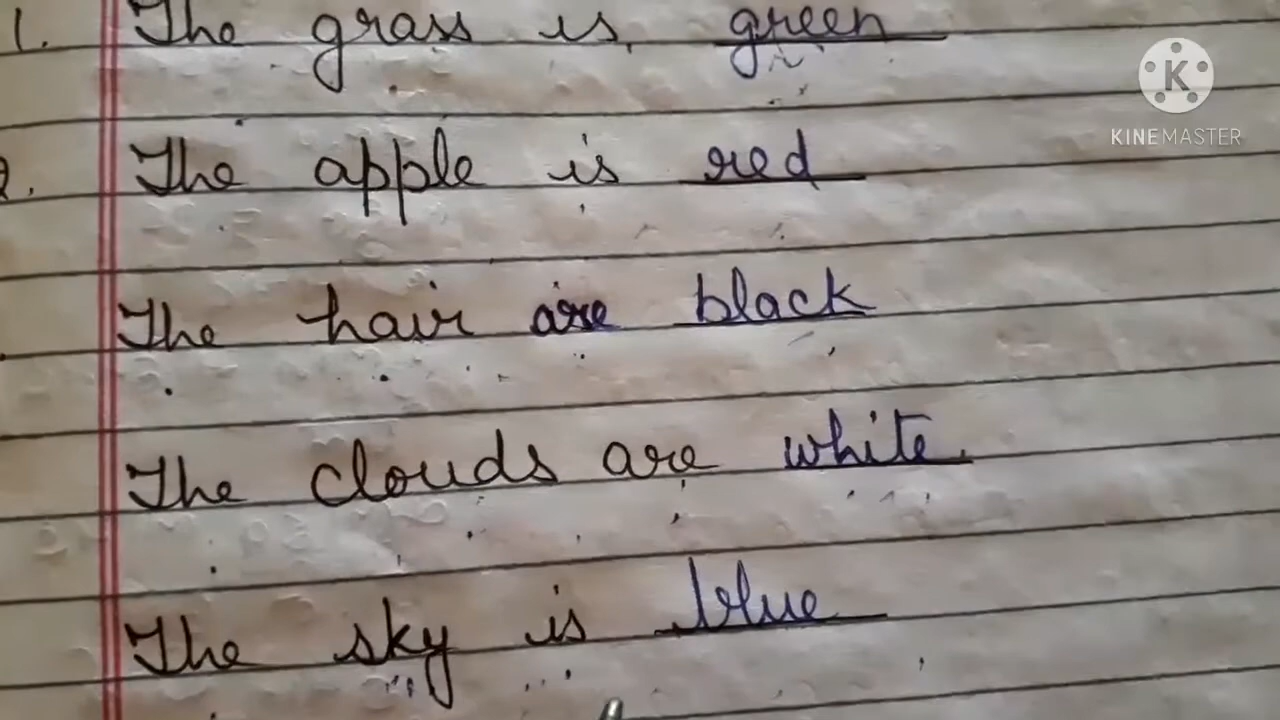 1. The grass is green
K
KINEMASTER
2. The apple is red
The hair are black
The clouds are white.
The sky is blue